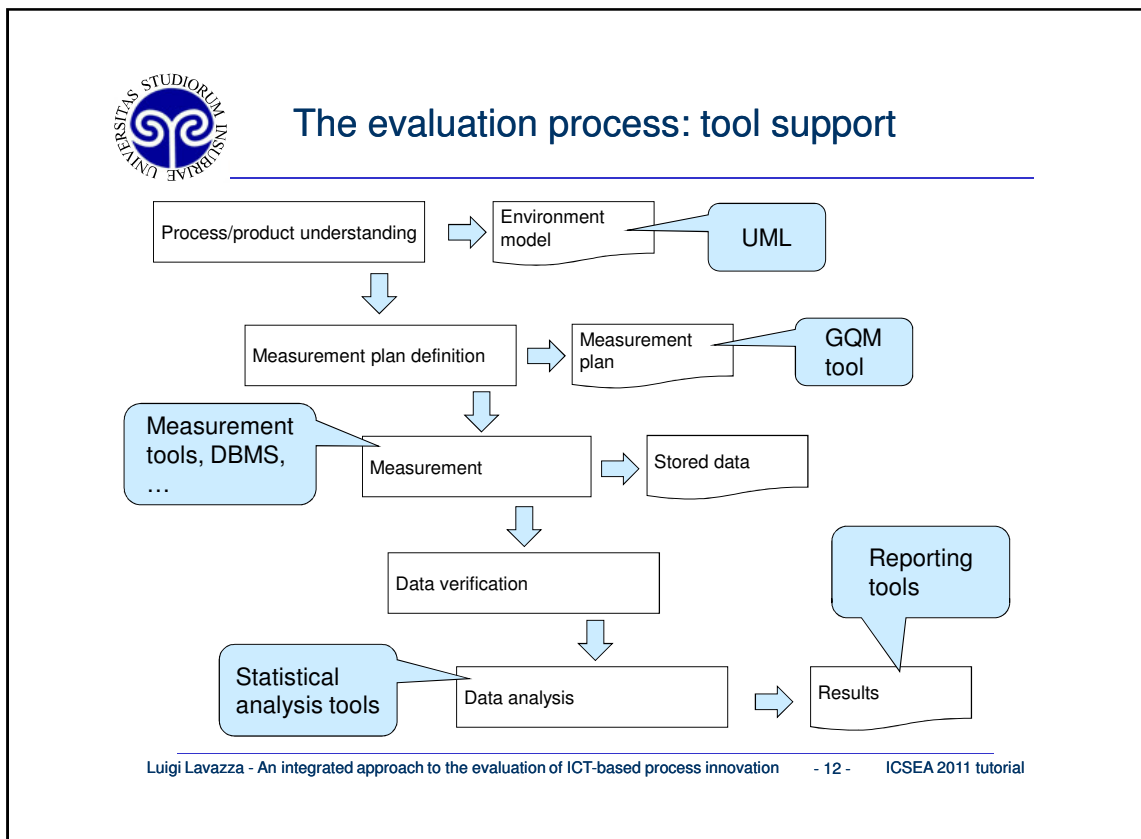 UNIVERSITAS STUDIORUM INSUBRIAE
The evaluation process: tool support
Process/product understanding
Environment
model
UML
Measurement plan definition
Measurement
plan
GQM
tool
Measurement
tools, DBMS,
…
Measurement
Stored data
Data verification
Reporting
tools
Statistical
analysis tools
Data analysis
Results
Luigi Lavazza - An integrated approach to the evaluation of ICT-based process innovation - 12 - ICSEA 2011 tutorial